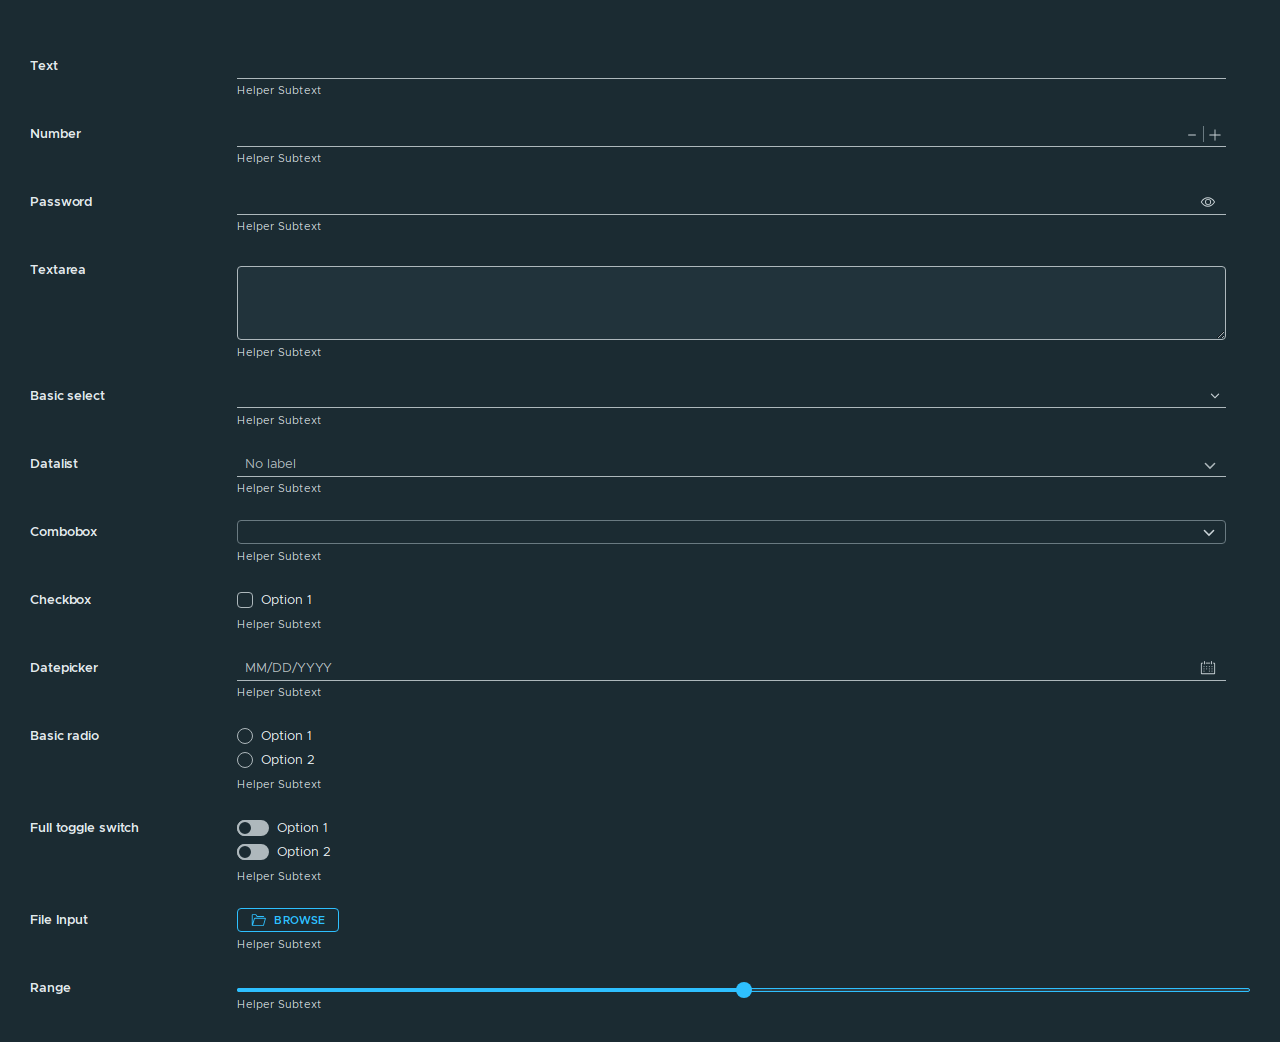 Text
Helper Subtext
Number
Helper Subtext
Password
Helper Subtext
Textarea
Helper Subtext
Basic select
Helper Subtext
Datalist
No label
Helper Subtext
Combobox
Helper Subtext
Checkbox
Option 1
Helper Subtext
Datepicker
MM/DD/YYYY
Helper Subtext
Basic radio
Option 1
Option 2
Helper Subtext
Full toggle switch
Option 1
Option 2
Helper Subtext
File Input
BROWSE
Helper Subtext
Range
Helper Subtext